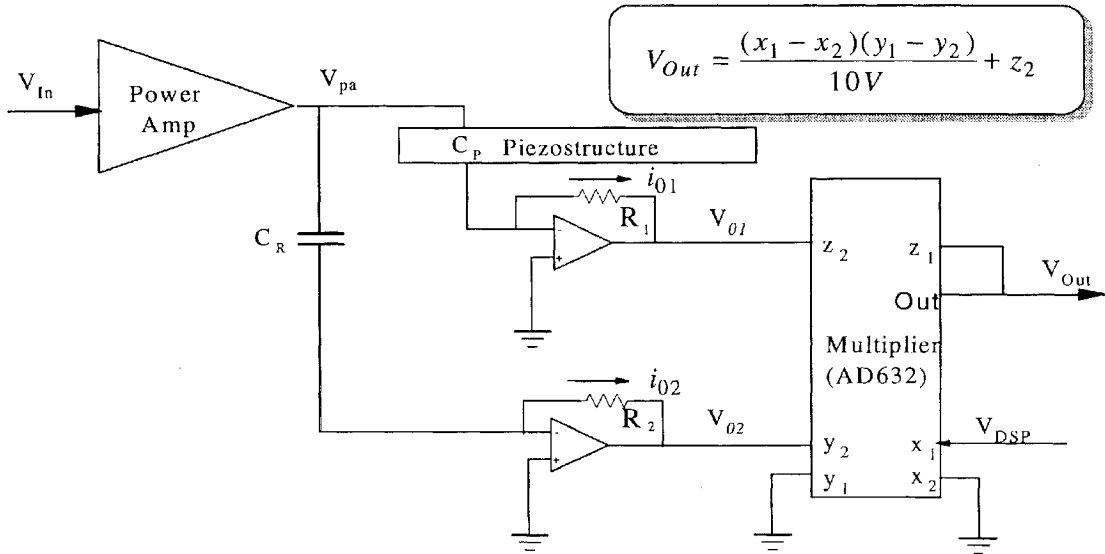 V_Out = (x_1 − x_2)(y_1 − y_2) / 10V + z_2
V_In
Power
Amp
V_pa
C_P Piezostructure
i_01
R_1
V_01
z_2
z_1
V_Out
Out
C_R
Multiplier
(AD632)
i_02
R_2
V_02
V_DSP
y_2
x_1
y_1
x_2
-
+
-
+